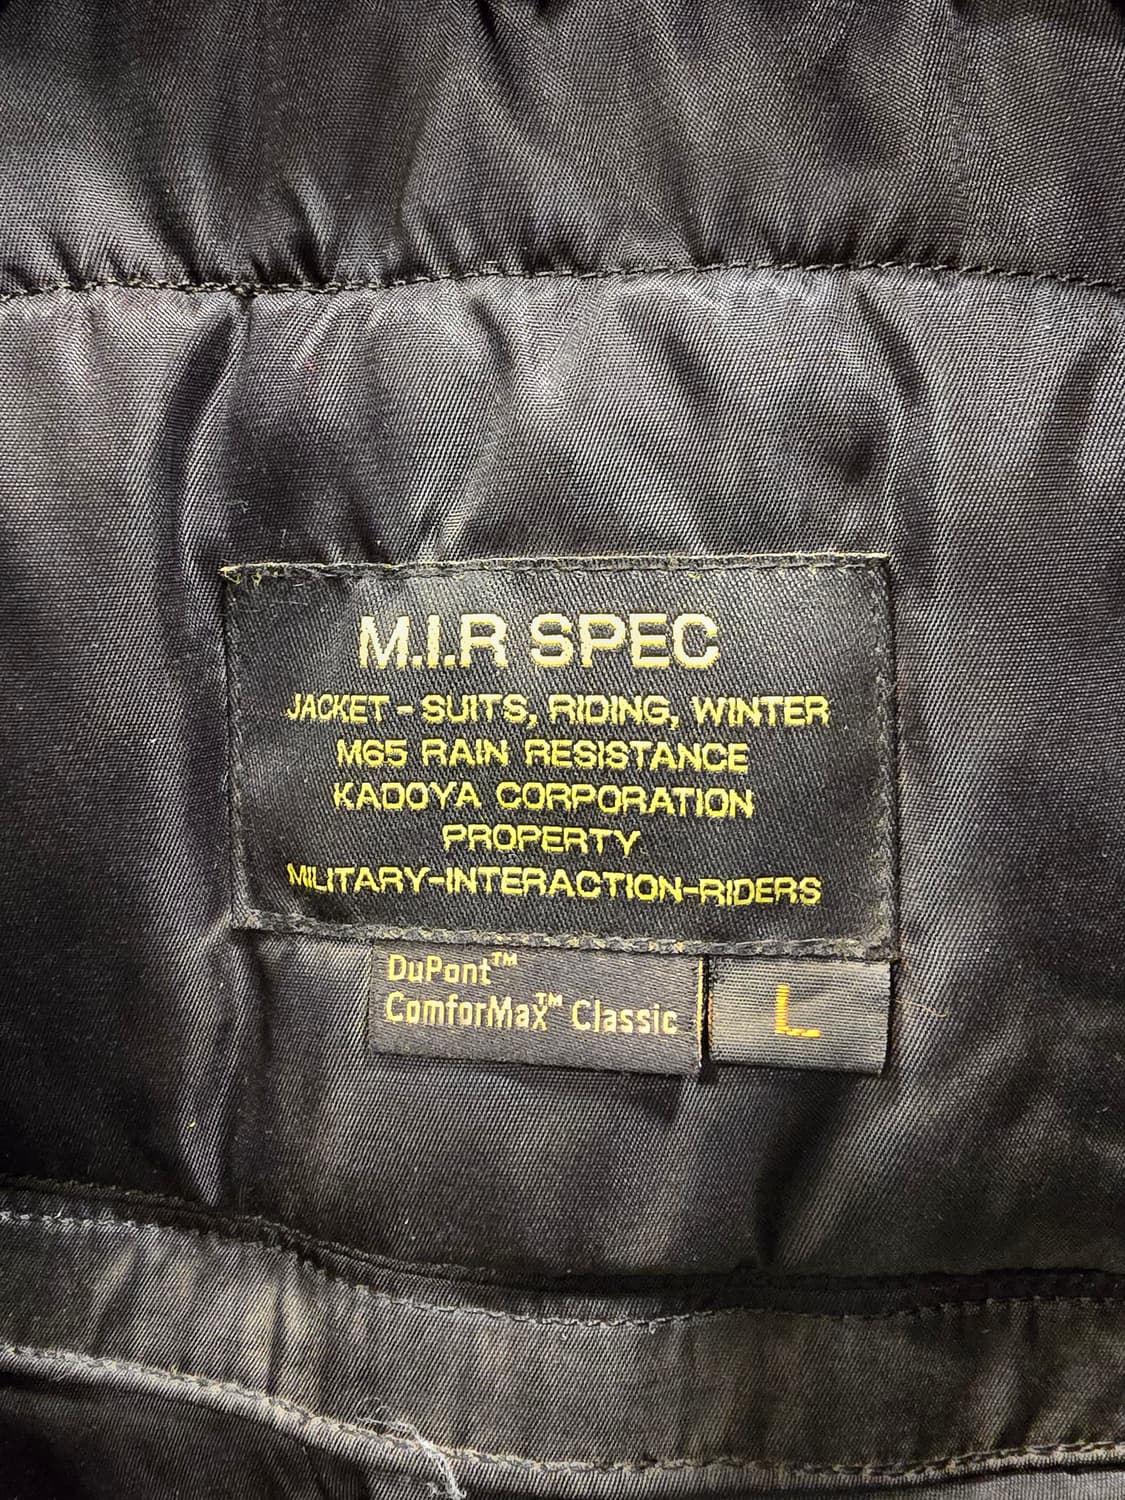 M.I.R SPEC
JACKET - SUITS, RIDING, WINTER
M65 RAIN RESISTANCE
KADOYA CORPORATION
PROPERTY
MILITARY-INTERACTION-RIDERS
DuPont™
ComforMax™ Classic
L